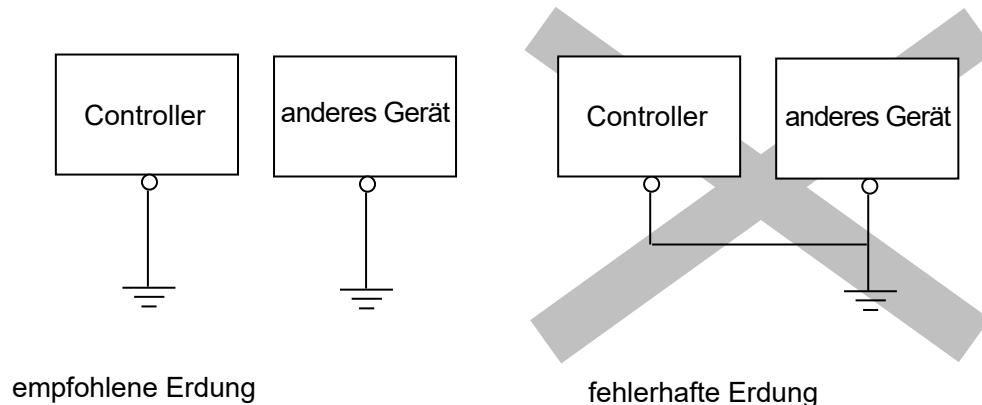 Controller
anderes Gerät
empfohlene Erdung
Controller
anderes Gerät
fehlerhafte Erdung